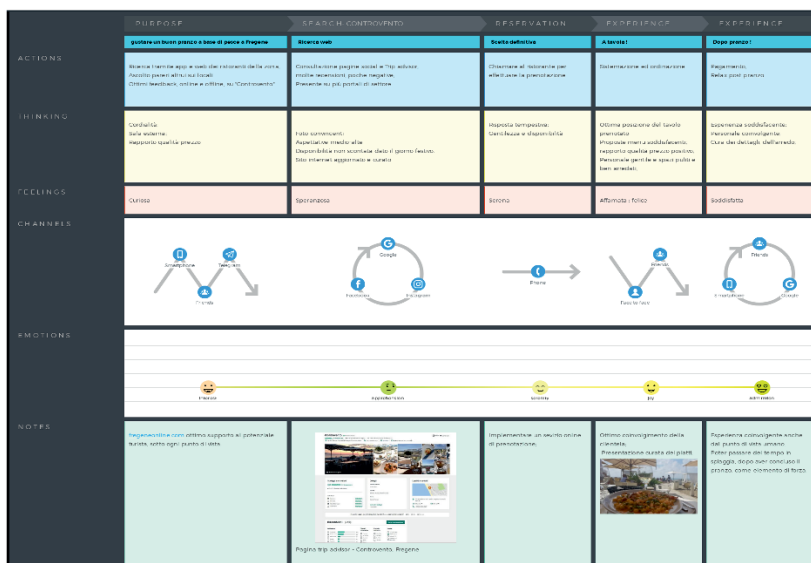 PURPOSE
SEARCH CONTROVENTO
RESERVATION
EXPERIENCE
EXPERIENCE
gustare un buon pranzo a base di pesce a Fregene
Ricerca web
Scelta definitiva
A tavola!
Dopo pranzo!
ACTIONS
Ricerca tramite app e web dei ristoranti della zona.
Ascolto pareri altrui sui locali
Ottimi feedback, online e offline, su "Controvento"
Consultazione pagine social e Trip advisor,
molte recensioni poche negative,
Presente su più portali di settore
Chiamare al ristorante per
effettuare la prenotazione
Sistemazione ed ordinazione
Pagamento,
Relax post pranzo
THINKING
Cordialità
Sala esterna:
Rapporto qualità prezzo
Foto convincenti
Aspettative medio alte
Disponibilità non scontata dato il giorno festivo.
Sito internet aggiornato e curato
Risposta tempestiva:
Gentilezza e disponibilità
Ottima posizione del tavolo
prenotato
Proposte menù soddisfacenti,
rapporto qualità prezzo positivo.
Personale gentile e spazi puliti e
ben arredati.
Esperienza soddisfacente:
Personale coinvolgente
Cura dei dettagli dell'arredo
FEELINGS
Curiosa
Speranzosa
Serena
Affamata : felice
Soddisfatta
CHANNELS
Smartphone
Telegram
Friends
Google
Facebook
Instagram
Phone
Friends
Face to face
Friends
Smartphone
Google
EMOTIONS
Interest
Apprehension
Serenity
Joy
Admiration
NOTES
fregeneonline.com ottimo supporto al potenziale
turista, sotto ogni punto di vista
Pagina trip advisor - Controvento, Fregene
Implementare un sevizio online
di prenotazione.
Ottimo coinvolgimento della
clientela:
Presentazione curata dei piatti
Esperienza coinvolgente anche
dal punto di vista umano.
Poter passare del tempo in
spiaggia, dopo aver concluso il
pranzo, come elemento di forza.